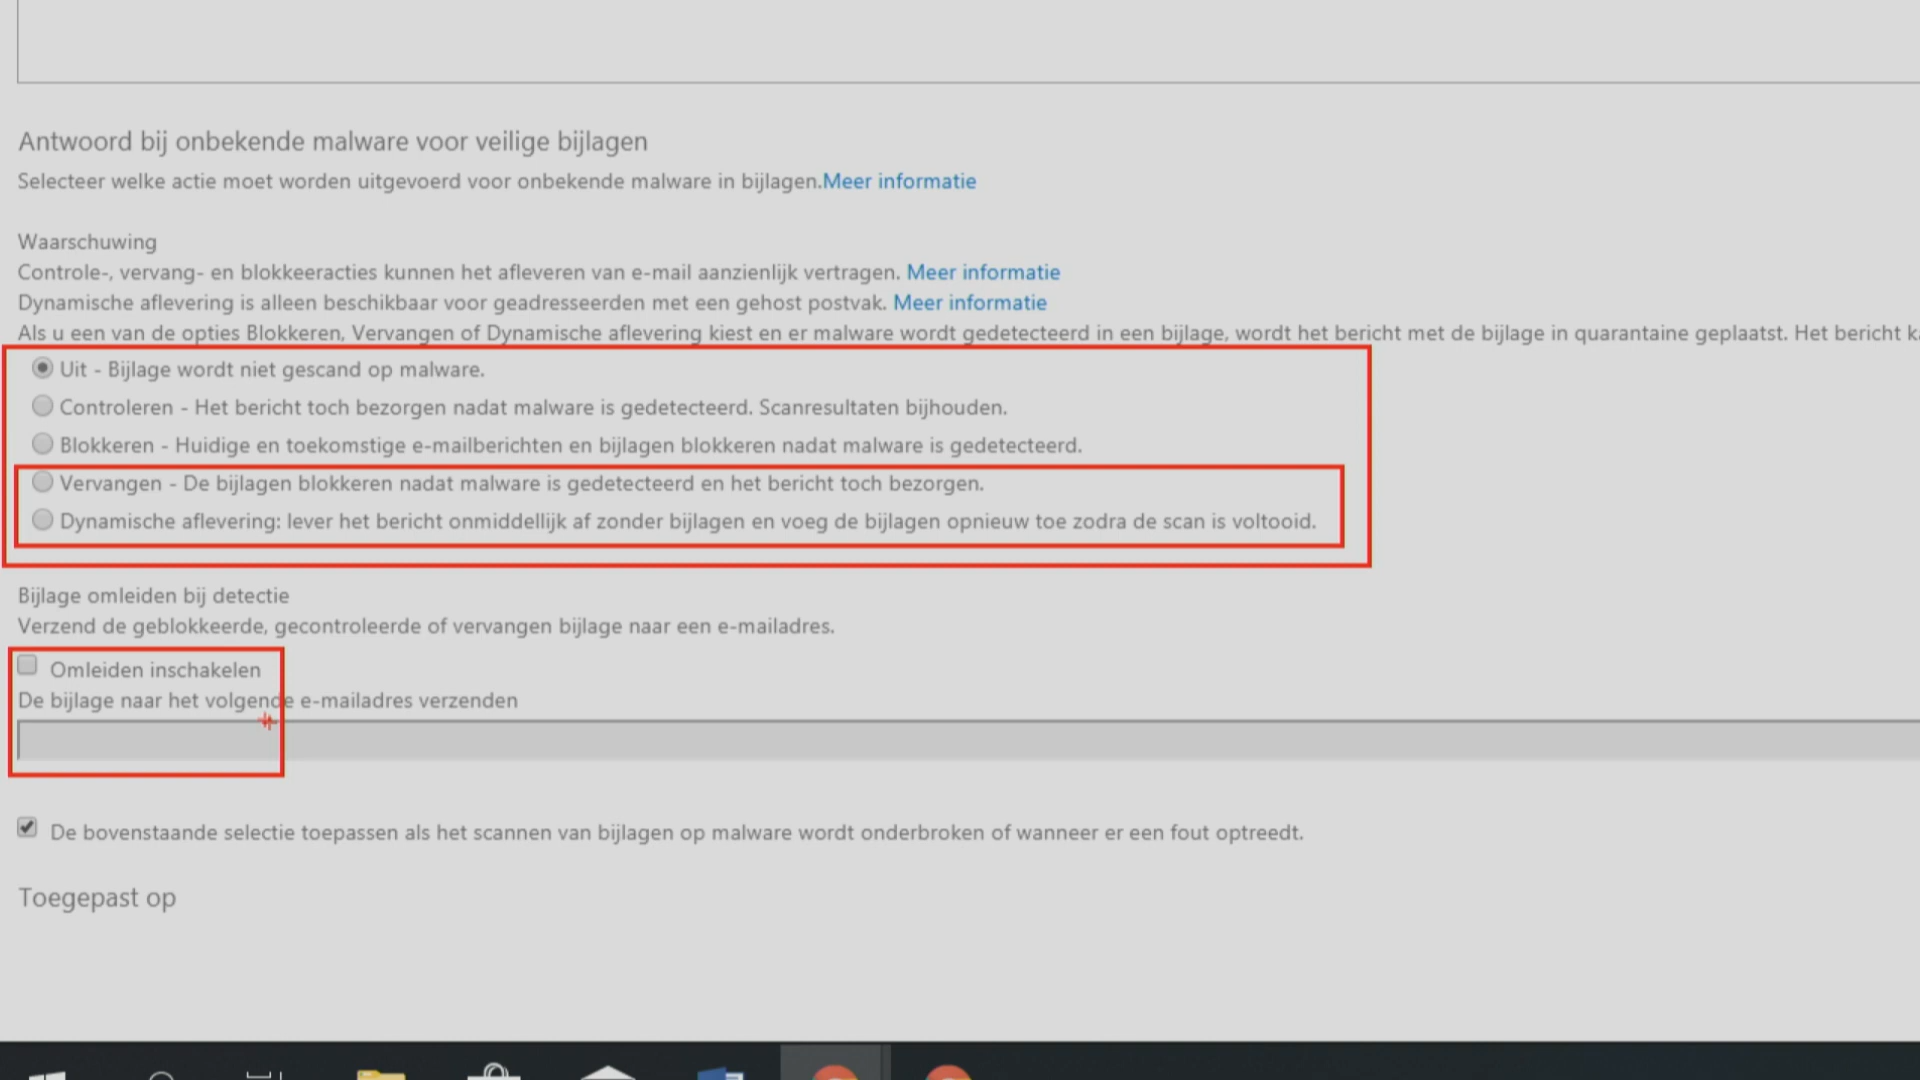 Antwoord bij onbekende malware voor veilige bijlagen
Selecteer welke actie moet worden uitgevoerd voor onbekende malware in bijlagen.Meer informatie
Waarschuwing
Controle-, vervang- en blokkeeracties kunnen het afleveren van e-mail aanzienlijk vertragen. Meer informatie
Dynamische aflevering is alleen beschikbaar voor geadresseerden met een gehost postvak. Meer informatie
Als u een van de opties Blokkeren, Vervangen of Dynamische aflevering kiest en er malware wordt gedetecteerd in een bijlage, wordt het bericht met de bijlage in quarantaine geplaatst. Het bericht
Uit - Bijlage wordt niet gescand op malware.
Controleren - Het bericht toch bezorgen nadat malware is gedetecteerd. Scanresultaten bijhouden.
Blokkeren - Huidige en toekomstige e-mailberichten en bijlagen blokkeren nadat malware is gedetecteerd.
Vervangen - De bijlagen blokkeren nadat malware is gedetecteerd en het bericht toch bezorgen.
Dynamische aflevering: lever het bericht onmiddellijk af zonder bijlagen en voeg de bijlagen opnieuw toe zodra de scan is voltooid.
Bijlage omleiden bij detectie
Verzend de geblokkeerde, gecontroleerde of vervangen bijlage naar een e-mailadres.
Omleiden inschakelen
De bijlage naar het volgende e-mailadres verzenden
De bovenstaande selectie toepassen als het scannen van bijlagen op malware wordt onderbroken of wanneer er een fout optreedt.
Toegepast op